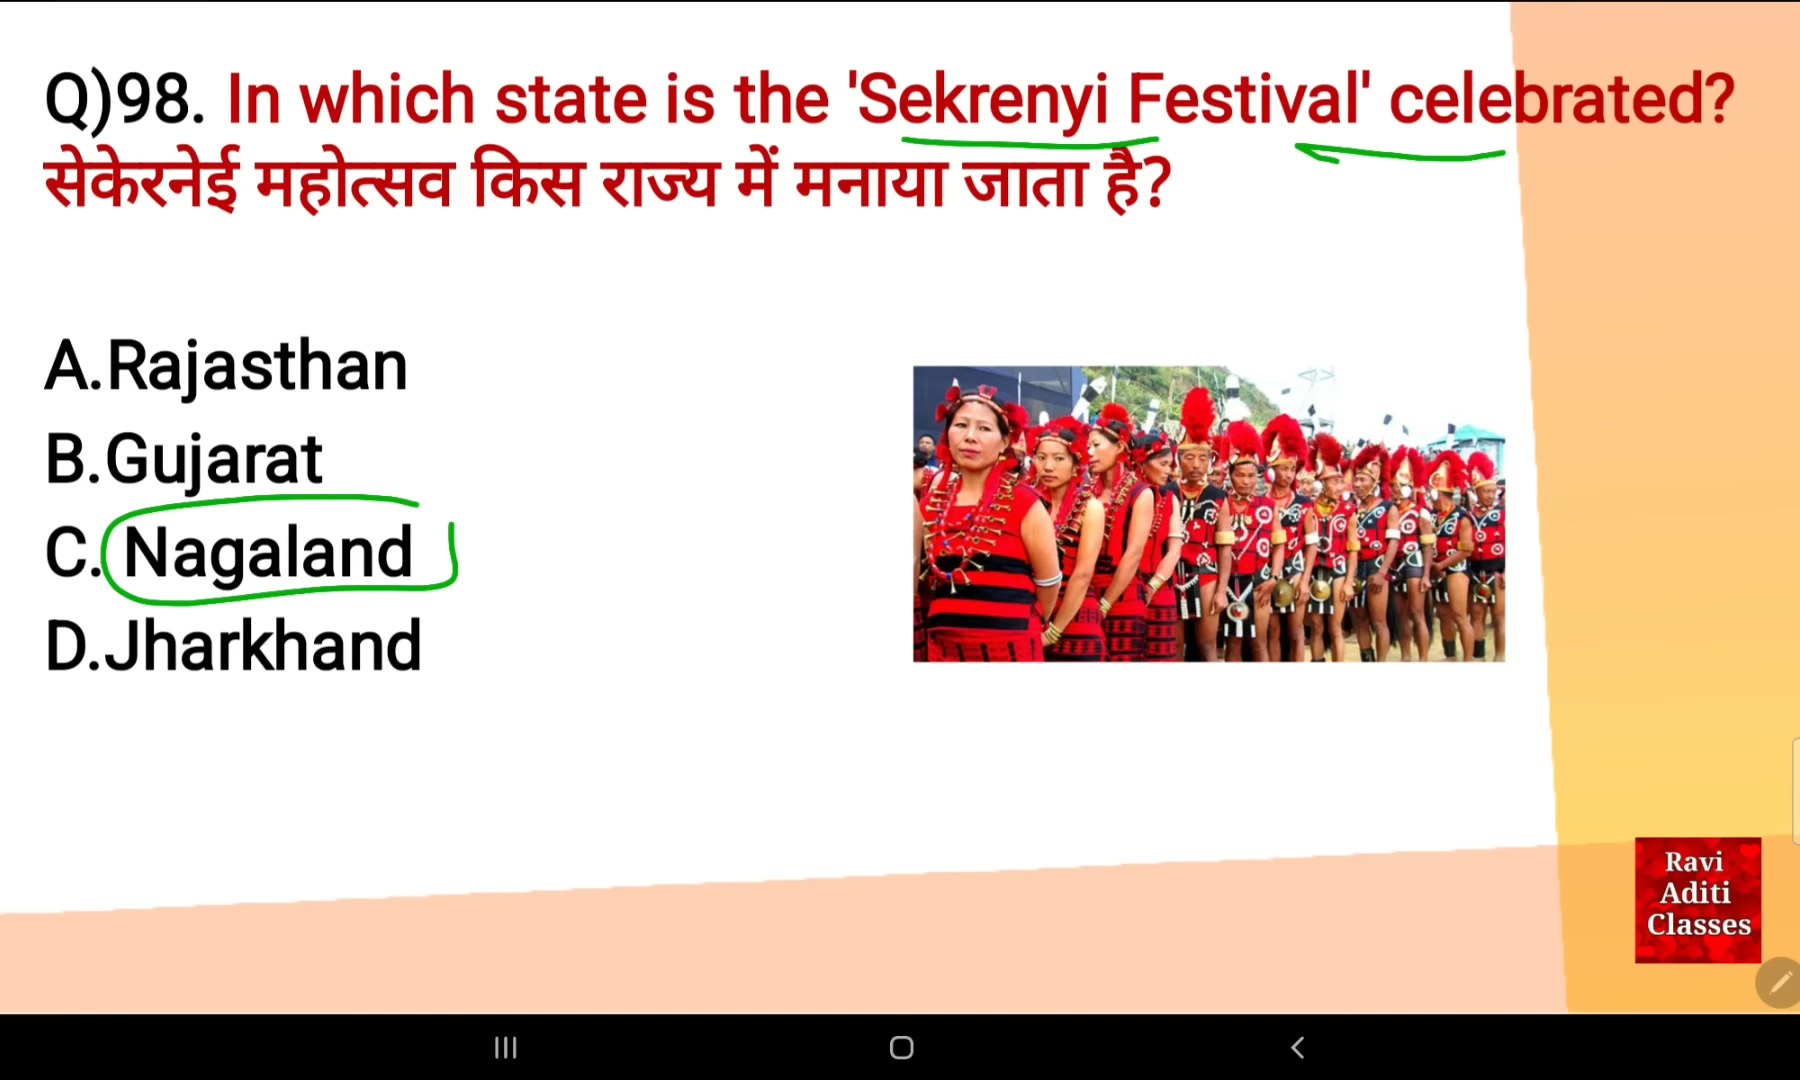 Q)98. In which state is the 'Sekrenyi Festival' celebrated?
सेकेरनेई महोत्सव किस राज्य में मनाया जाता है?
A.Rajasthan
B.Gujarat
C. Nagaland
D.Jharkhand
Ravi
Aditi
Classes